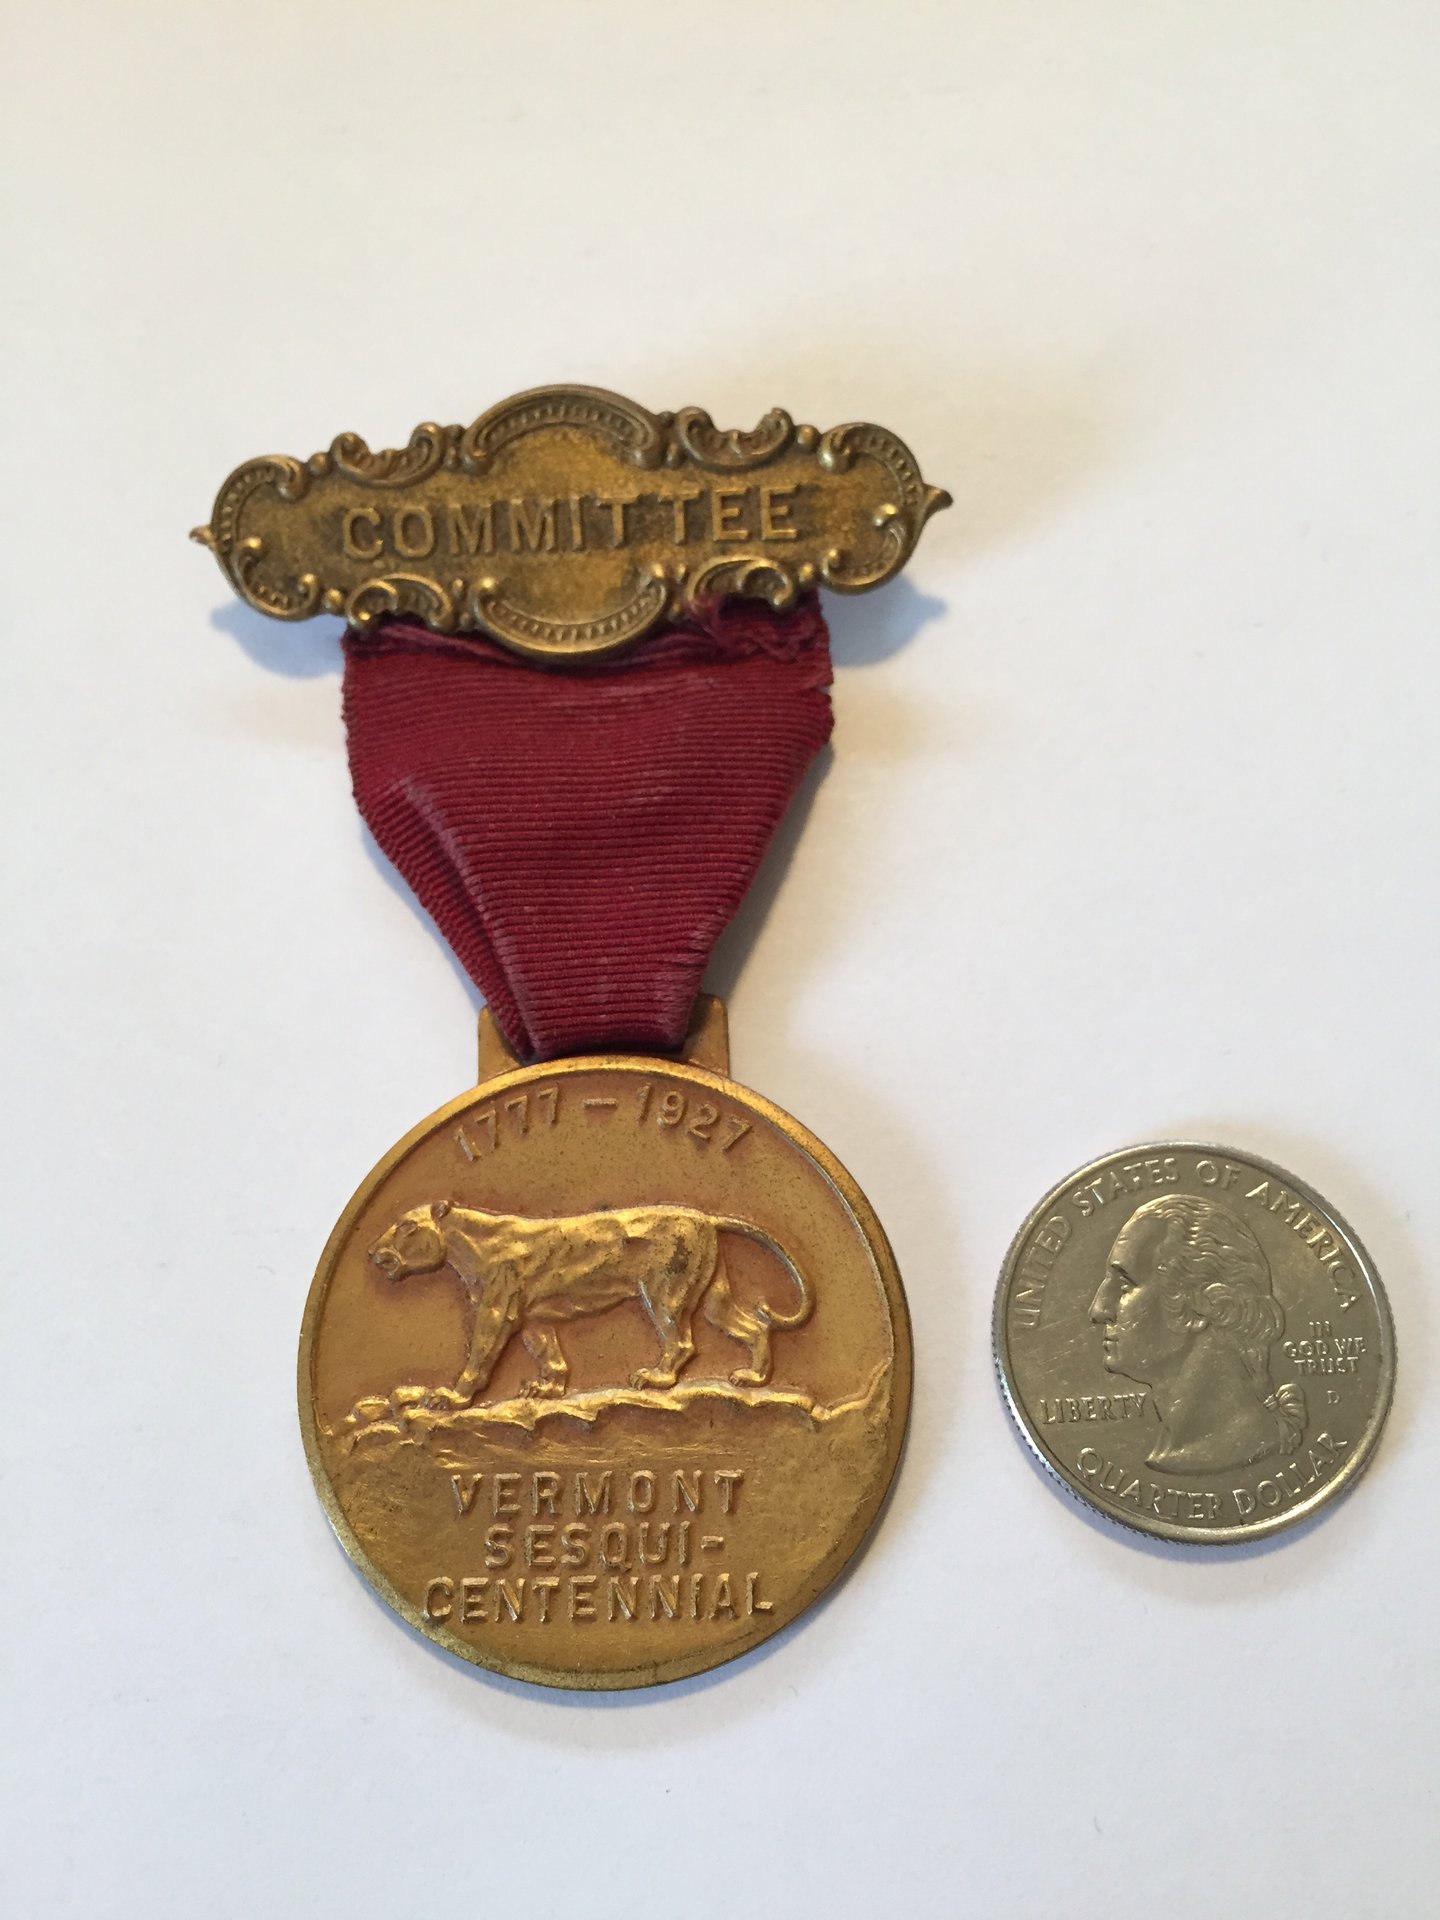 COMMITTEE
1777 – 1927
VERMONT
SESQUI-
CENTENNIAL
UNITED STATES OF AMERICA
IN
GOD WE
TRUST
D
LIBERTY
QUARTER DOLLAR